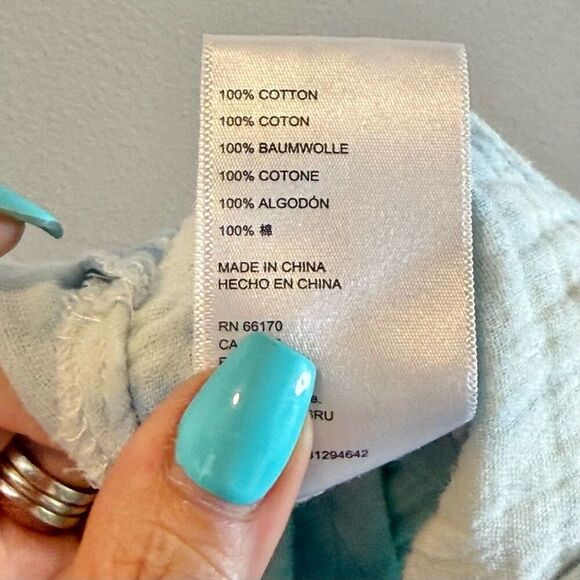 100% COTTON
100% COTON
100% BAUMWOLLE
100% COTONE
100% ALGODÓN
100% 棉
MADE IN CHINA
HECHO EN CHINA
RN 66170
CA